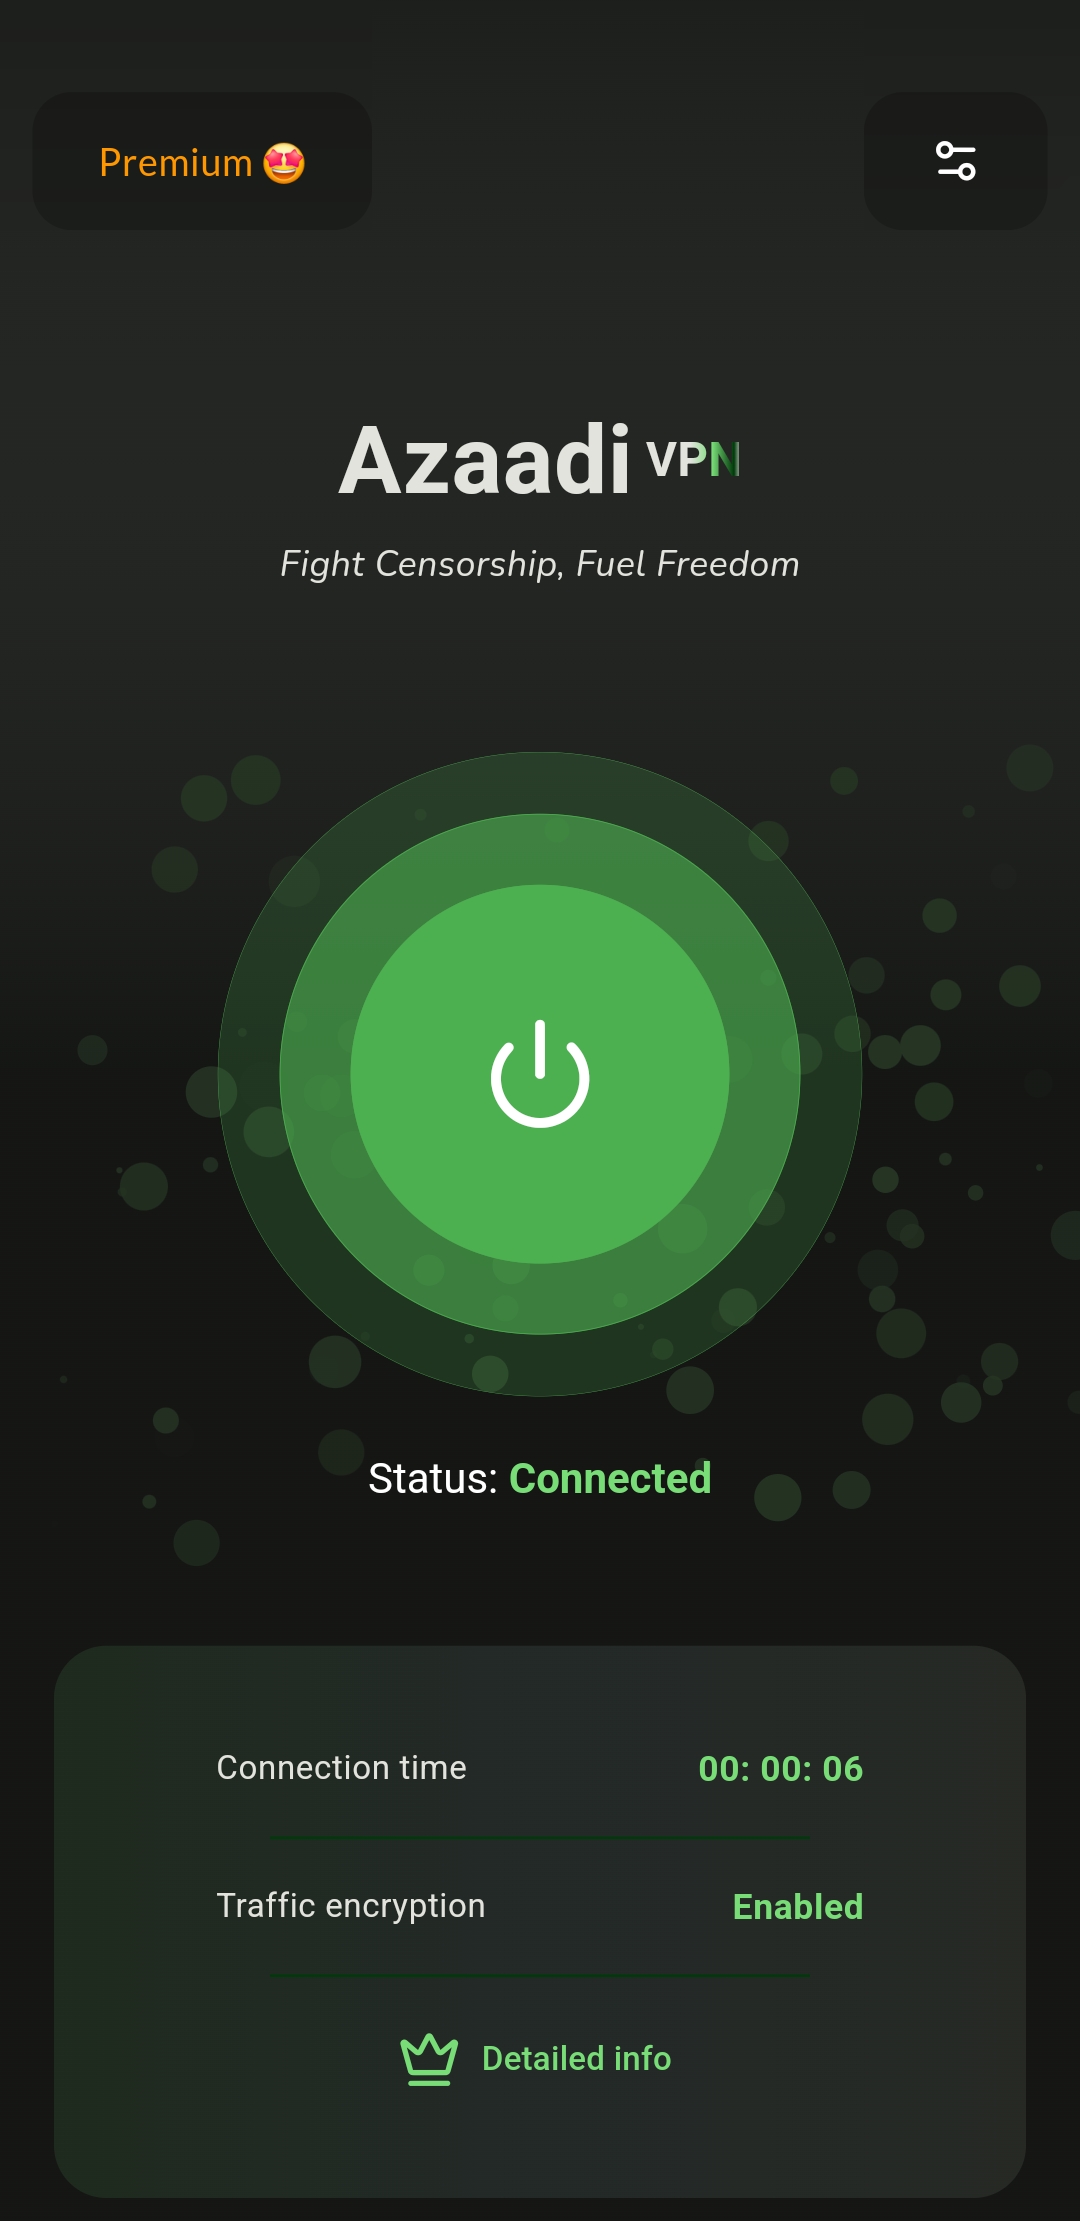 Premium 🤩
Azaadi VPN
Fight Censorship, Fuel Freedom
Status: Connected
Connection time 00: 00: 06
Traffic encryption Enabled
Detailed info